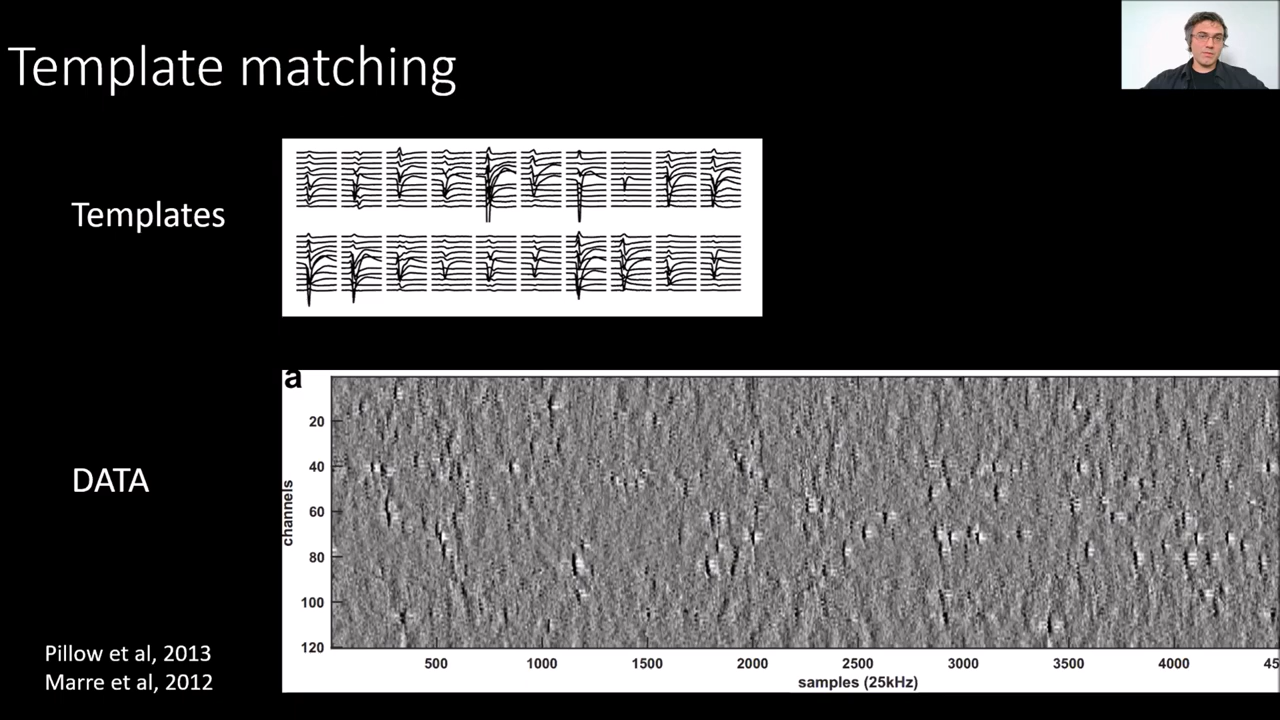 Template matching
Templates
DATA
a
channels
20
40
60
80
100
120
500 1000 1500 2000 2500 3000 3500 4000 45
samples (25kHz)
Pillow et al, 2013
Marre et al, 2012